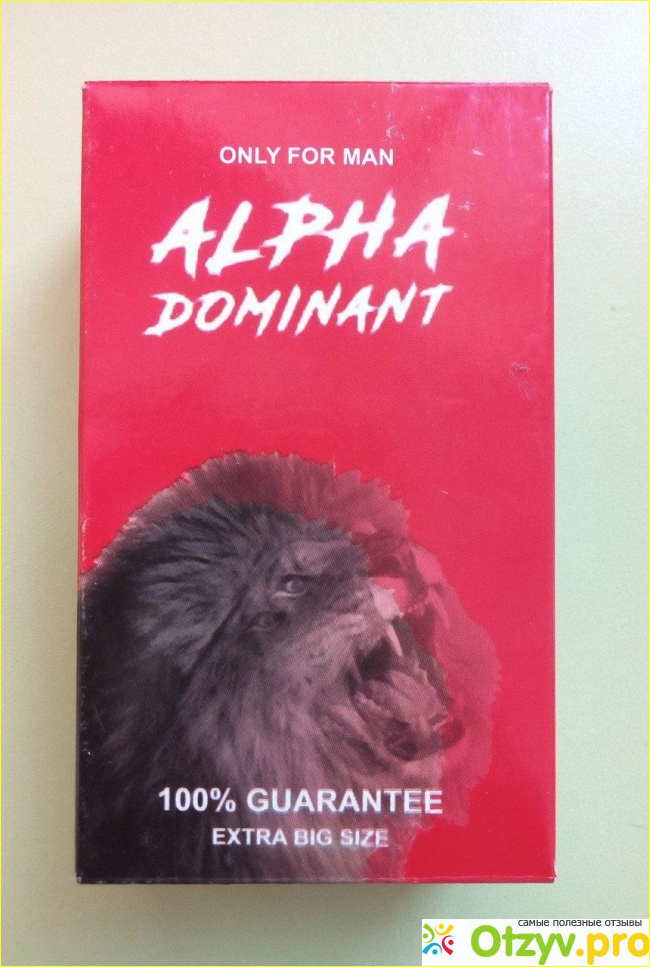 ONLY FOR MAN
ALPHA
DOMINANT
100% GUARANTEE
EXTRA BIG SIZE
самые полезные отзывы
Otzyv.pro